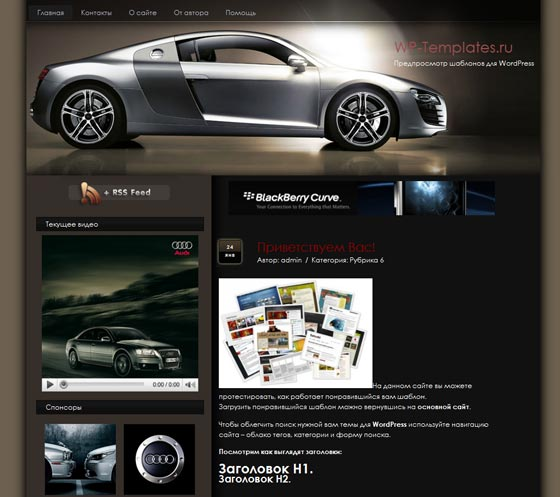 Главная Контакты О сайте От автора Помощь
WP-Templates.ru
Предпросмотр шаблонов для WordPress
+ RSS Feed
BlackBerry Curve™
Your Connection to Everything that Matters.
Текущее видео
Audi
0:00 / 0:00
Спонсоры
24
янв
Приветствуем Вас!
Автор: admin / Категория: Рубрика 6
На данном сайте вы можете
протестировать, как работает понравившийся вам шаблон.
Загрузить понравившийся шаблон можно вернувшись на основной сайт.
Чтобы облегчить поиск нужной вам темы для WordPress используйте навигацию
сайта – облако тегов, категории и форму поиска.
Посмотрим как выглядят заголовки:
Заголовок H1.
Заголовок H2.